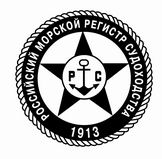 РОССИЙСКИЙ МОРСКОЙ РЕГИСТР СУДОХОДСТВА
Р С
1913